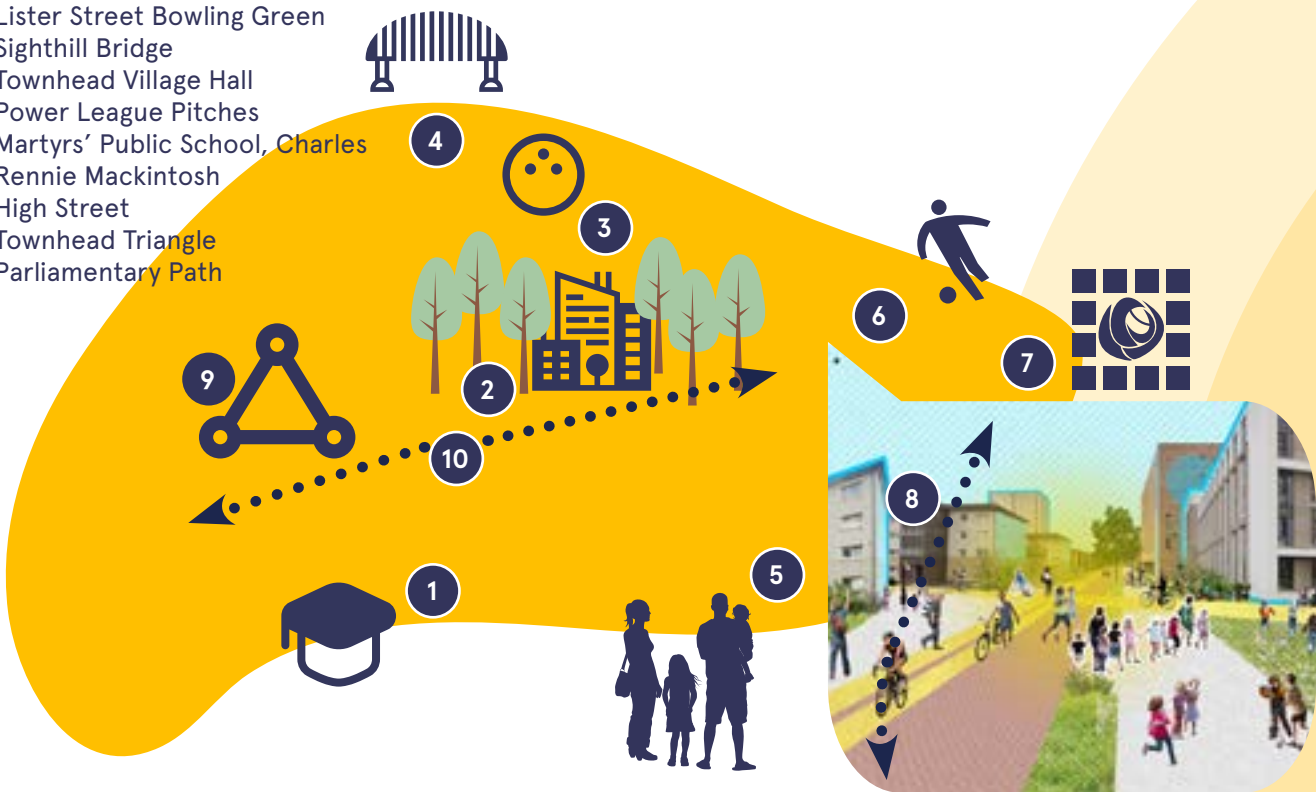 Lister Street Bowling Green
Sighthill Bridge
Townhead Village Hall
Power League Pitches
Martyrs' Public School, Charles
Rennie Mackintosh
High Street
Townhead Triangle
Parliamentary Path
4
3
6
7
9
2
10
8
5
1